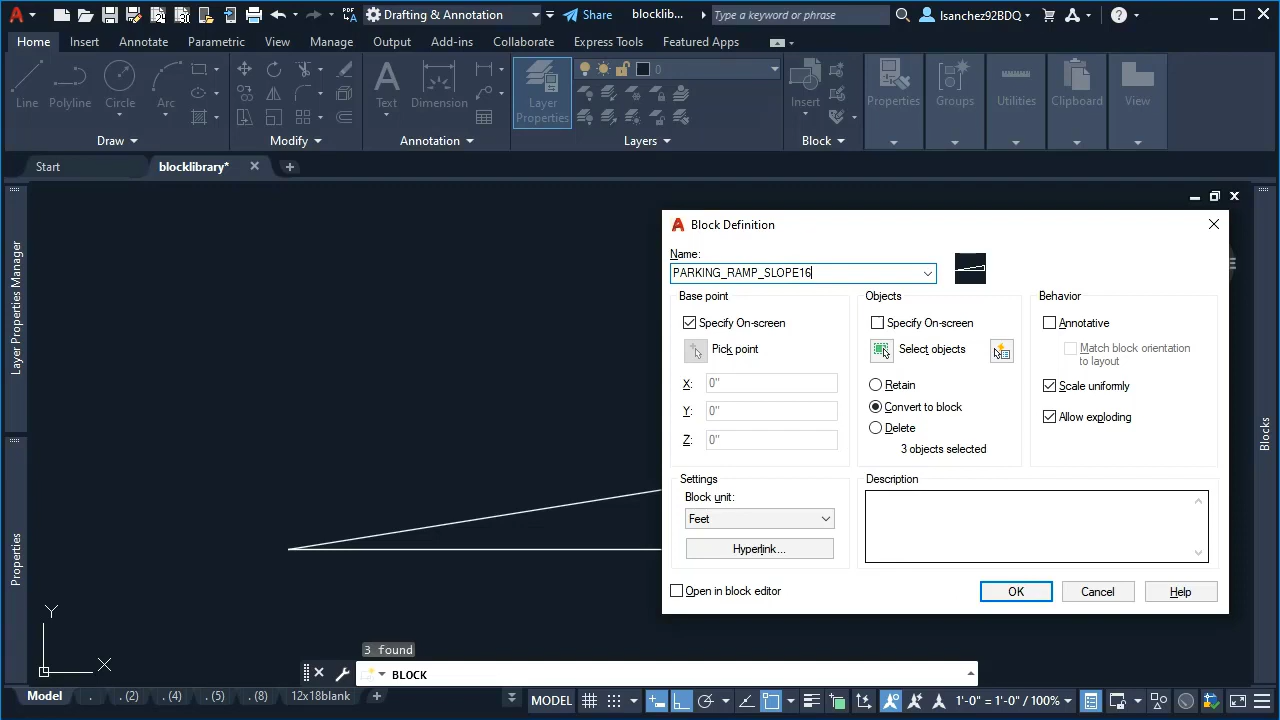 A
Drafting & Annotation
Share
blocklib...
Type a keyword or phrase
lsanchez92BDQ
?
Home Insert Annotate Parametric View Manage Output Add-ins Collaborate Express Tools Featured Apps
Line Polyline Circle Arc
Draw
Modify
A
Text Dimension
Annotation
Layer
Properties
0
Layers
Insert
Block
Properties
Groups
Utilities
Clipboard
View
Start
blocklibrary*
Layer Properties Manager
Properties
Blocks
A Block Definition
Name:
PARKING_RAMP_SLOPE16
Base point
Specify On-screen
Pick point
X: 0"
Y: 0"
Z: 0"
Objects
Specify On-screen
Select objects
Retain
Convert to block
Delete
3 objects selected
Behavior
Annotative
Match block orientation
to layout
Scale uniformly
Allow exploding
Settings
Block unit:
Feet
Hyperlink...
Description
Open in block editor
OK
Cancel
Help
Y
X
3 found
BLOCK
Model . . (2) . (4) . (5) . (8) 12x18blank +
MODEL
1'-0" = 1'-0" / 100%